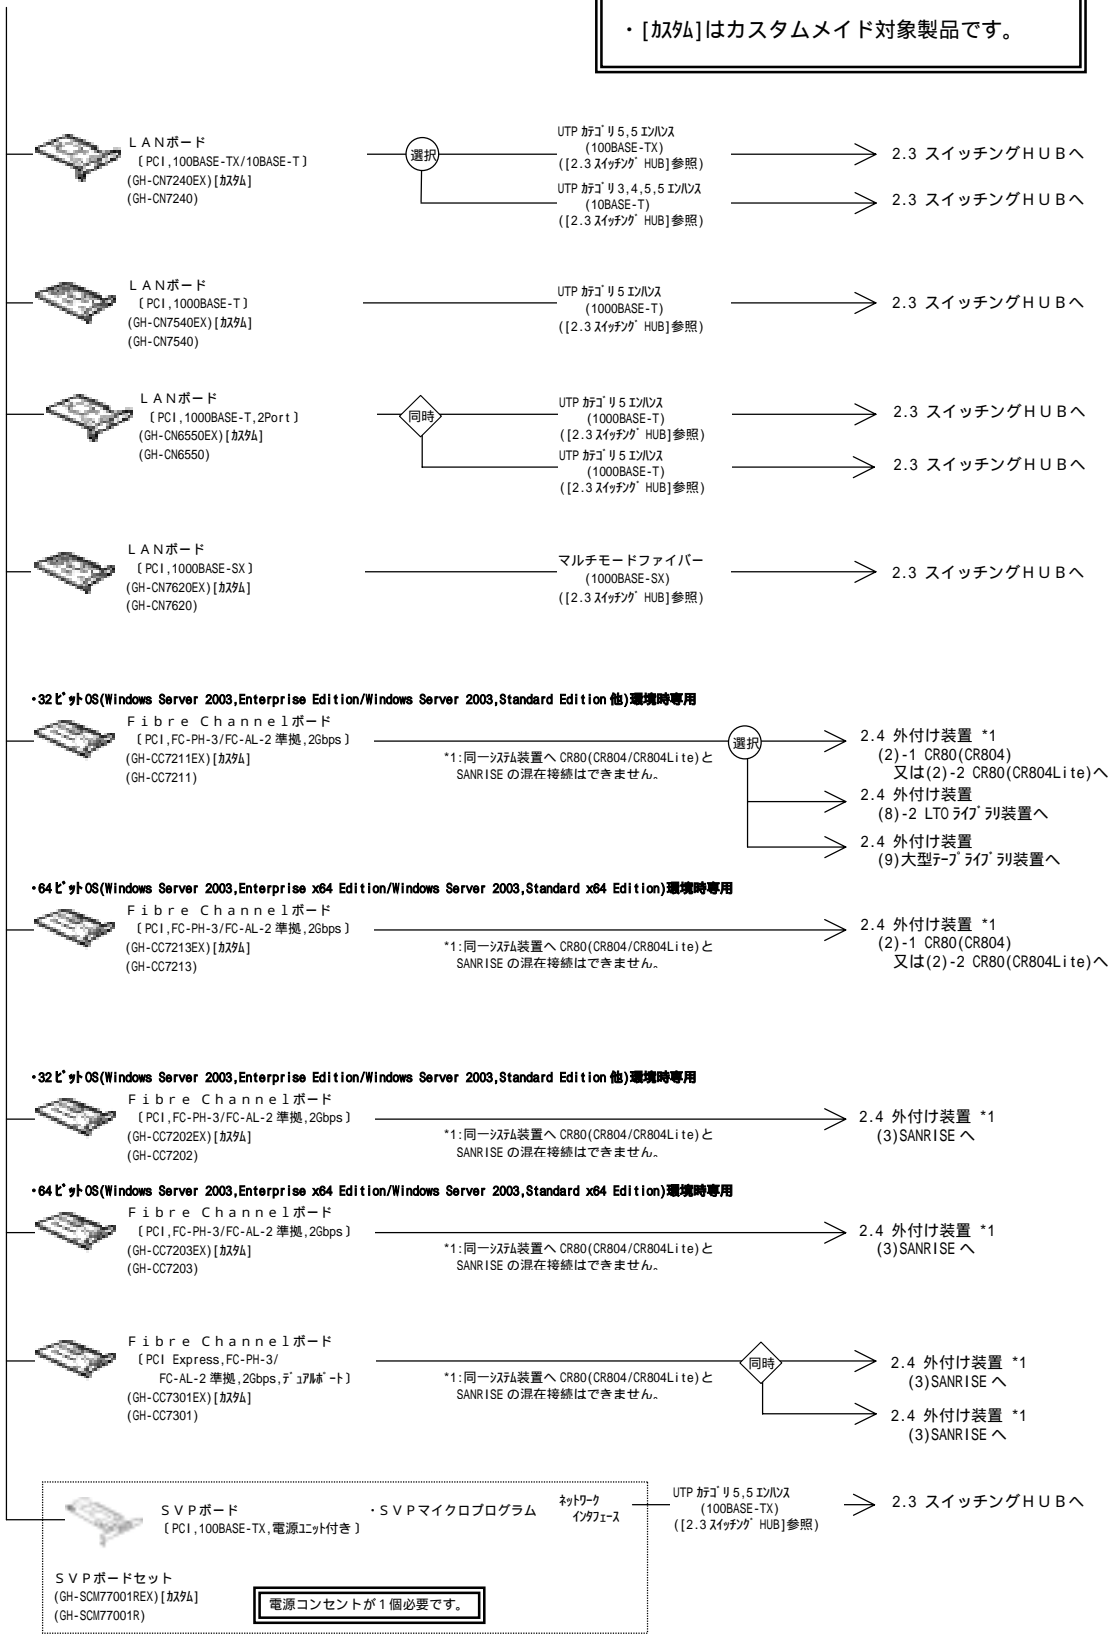 ・[ｶｽﾀﾑ]はカスタムメイド対象製品です。
ＬＡＮボード
〔PCI,100BASE-TX/10BASE-T〕
(GH-CN7240EX)[ｶｽﾀﾑ]
(GH-CN7240)
選択
UTP ｶﾃｺﾞﾘ 5,5 ｴﾝﾊﾝｽ
(100BASE-TX)
([2.3 ｽｲｯﾁﾝｸﾞ HUB]参照)
2.3 スイッチングＨＵＢへ
UTP ｶﾃｺﾞﾘ 3,4,5,5 ｴﾝﾊﾝｽ
(10BASE-T)
([2.3 ｽｲｯﾁﾝｸﾞ HUB]参照)
2.3 スイッチングＨＵＢへ
ＬＡＮボード
〔PCI,1000BASE-T〕
(GH-CN7540EX)[ｶｽﾀﾑ]
(GH-CN7540)
UTP ｶﾃｺﾞﾘ 5 ｴﾝﾊﾝｽ
(1000BASE-T)
([2.3 ｽｲｯﾁﾝｸﾞ HUB]参照)
2.3 スイッチングＨＵＢへ
ＬＡＮボード
〔PCI,1000BASE-T,2Port〕
(GH-CN6550EX)[ｶｽﾀﾑ]
(GH-CN6550)
同時
UTP ｶﾃｺﾞﾘ 5 ｴﾝﾊﾝｽ
(1000BASE-T)
([2.3 ｽｲｯﾁﾝｸﾞ HUB]参照)
2.3 スイッチングＨＵＢへ
UTP ｶﾃｺﾞﾘ 5 ｴﾝﾊﾝｽ
(1000BASE-T)
([2.3 ｽｲｯﾁﾝｸﾞ HUB]参照)
2.3 スイッチングＨＵＢへ
ＬＡＮボード
〔PCI,1000BASE-SX〕
(GH-CN7620EX)[ｶｽﾀﾑ]
(GH-CN7620)
マルチモードファイバー
(1000BASE-SX)
([2.3 ｽｲｯﾁﾝｸﾞ HUB]参照)
2.3 スイッチングＨＵＢへ
・32 ﾋﾞｯﾄ OS(Windows Server 2003,Enterprise Edition/Windows Server 2003,Standard Edition 他)環境時専用
Ｆｉｂｒｅ Ｃｈａｎｎｅｌボード
〔PCI,FC-PH-3/FC-AL-2 準拠,2Gbps〕
(GH-CC7211EX)[ｶｽﾀﾑ]
(GH-CC7211)
*1:同一ｼｽﾃﾑ装置へ CR80(CR804/CR804Lite)と
SANRISE の混在接続はできません。
選択
2.4 外付け装置 *1
(2)-1 CR80(CR804)
又は(2)-2 CR80(CR804Lite)へ
2.4 外付け装置
(8)-2 LTO ﾗｲﾌﾞﾗﾘ装置へ
2.4 外付け装置
(9)大型ﾃｰﾌﾟﾗｲﾌﾞﾗﾘ装置へ
・64 ﾋﾞｯﾄ OS(Windows Server 2003,Enterprise x64 Edition/Windows Server 2003,Standard x64 Edition)環境時専用
Ｆｉｂｒｅ Ｃｈａｎｎｅｌボード
〔PCI,FC-PH-3/FC-AL-2 準拠,2Gbps〕
(GH-CC7213EX)[ｶｽﾀﾑ]
(GH-CC7213)
*1:同一ｼｽﾃﾑ装置へ CR80(CR804/CR804Lite)と
SANRISE の混在接続はできません。
2.4 外付け装置 *1
(2)-1 CR80(CR804)
又は(2)-2 CR80(CR804Lite)へ
・32 ﾋﾞｯﾄ OS(Windows Server 2003,Enterprise Edition/Windows Server 2003,Standard Edition 他)環境時専用
Ｆｉｂｒｅ Ｃｈａｎｎｅｌボード
〔PCI,FC-PH-3/FC-AL-2 準拠,2Gbps〕
(GH-CC7202EX)[ｶｽﾀﾑ]
(GH-CC7202)
*1:同一ｼｽﾃﾑ装置へ CR80(CR804/CR804Lite)と
SANRISE の混在接続はできません。
2.4 外付け装置 *1
(3)SANRISE へ
・64 ﾋﾞｯﾄ OS(Windows Server 2003,Enterprise x64 Edition/Windows Server 2003,Standard x64 Edition)環境時専用
Ｆｉｂｒｅ Ｃｈａｎｎｅｌボード
〔PCI,FC-PH-3/FC-AL-2 準拠,2Gbps〕
(GH-CC7203EX)[ｶｽﾀﾑ]
(GH-CC7203)
*1:同一ｼｽﾃﾑ装置へ CR80(CR804/CR804Lite)と
SANRISE の混在接続はできません。
2.4 外付け装置 *1
(3)SANRISE へ
Ｆｉｂｒｅ Ｃｈａｎｎｅｌボード
〔PCI Express,FC-PH-3/
FC-AL-2 準拠,2Gbps,ﾃﾞｭｱﾙﾎﾟｰﾄ〕
(GH-CC7301EX)[ｶｽﾀﾑ]
(GH-CC7301)
*1:同一ｼｽﾃﾑ装置へ CR80(CR804/CR804Lite)と
SANRISE の混在接続はできません。
同時
2.4 外付け装置 *1
(3)SANRISE へ
2.4 外付け装置 *1
(3)SANRISE へ
ＳＶＰボード
〔PCI,100BASE-TX,電源ﾕﾆｯﾄ付き〕
・ＳＶＰマイクロプログラム
ﾈｯﾄﾜｰｸ
ｲﾝﾀﾌｪｰｽ
UTP ｶﾃｺﾞﾘ 5,5 ｴﾝﾊﾝｽ
(100BASE-TX)
([2.3 ｽｲｯﾁﾝｸﾞ HUB]参照)
2.3 スイッチングＨＵＢへ
ＳＶＰボードセット
(GH-SCM77001REX)[ｶｽﾀﾑ]
(GH-SCM77001R)
電源コンセントが１個必要です。